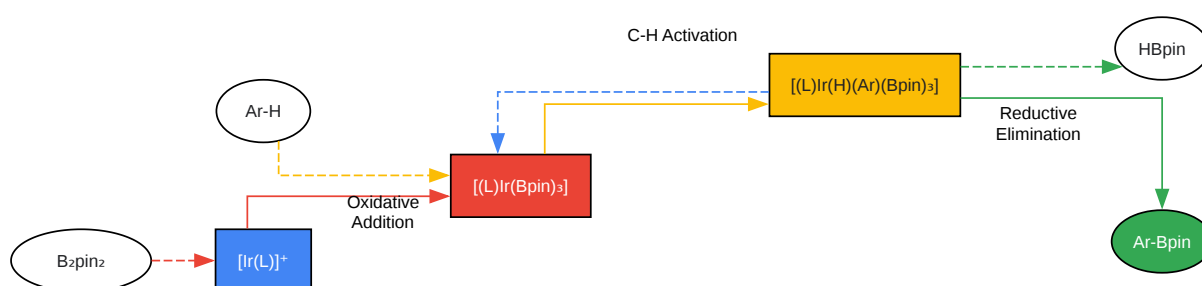 C-H Activation
HBpin
[(L)Ir(H)(Ar)(Bpin)₃]
Ar-H
Reductive
Elimination
[(L)Ir(Bpin)₃]
Oxidative
Addition
Ar-Bpin
B₂pin₂
[Ir(L)]⁺